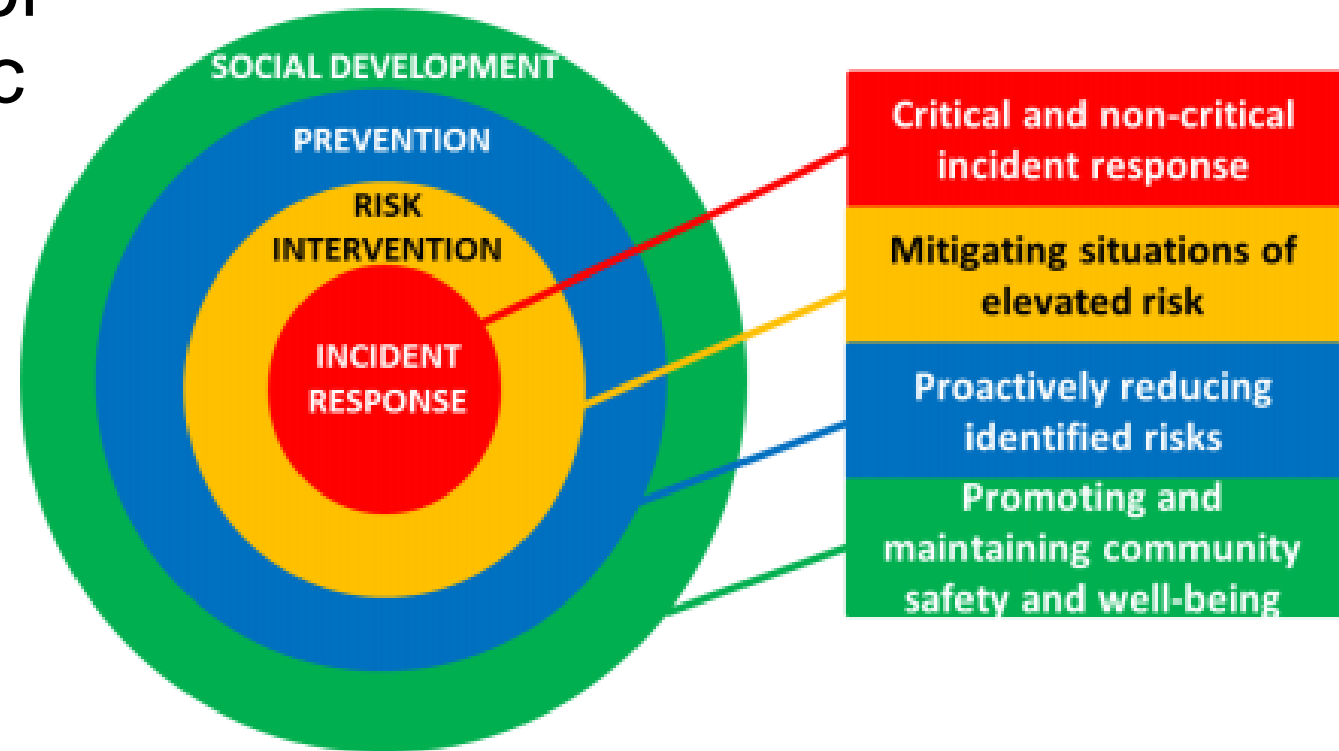 c
SOCIAL DEVELOPMENT
PREVENTION
RISK
INTERVENTION
INCIDENT
RESPONSE
Critical and non-critical
incident response
Mitigating situations of
elevated risk
Proactively reducing
identified risks
Promoting and
maintaining community
safety and well-being